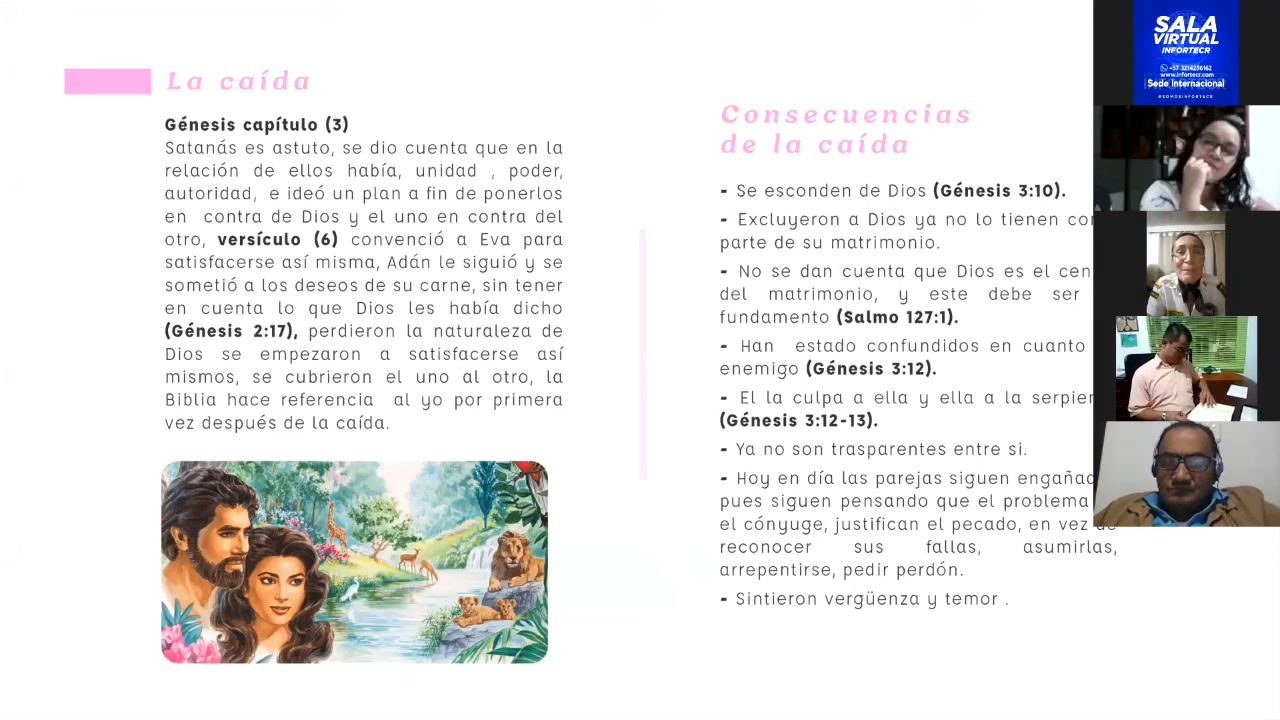 La caída
Génesis capítulo (3)
Satanás es astuto, se dio cuenta que en la
relación de ellos había, unidad , poder,
autoridad, e ideó un plan a fin de ponerlos
en contra de Dios y el uno en contra del
otro, versículo (6) convenció a Eva para
satisfacerse así misma, Adán le siguió y se
sometió a los deseos de su carne, sin tener
en cuenta lo que Dios les había dicho
(Génesis 2:17), perdieron la naturaleza de
Dios se empezaron a satisfacerse así
mismos, se cubrieron el uno al otro, la
Biblia hace referencia al yo por primera
vez después de la caída.
Consecuencias
de la caída
- Se esconden de Dios (Génesis 3:10).
- Excluyeron a Dios ya no lo tienen
parte de su matrimonio.
- No se dan cuenta que Dios es el
del matrimonio, y este debe ser
fundamento (Salmo 127:1).
- Han estado confundidos en cuanto
enemigo (Génesis 3:12).
- El la culpa a ella y ella a la
(Génesis 3:12-13).
- Ya no son trasparentes entre si.
- Hoy en día las parejas siguen
pues siguen pensando que el problema
el cónyuge, justifican el pecado, en vez de
reconocer sus fallas, asumirlas,
arrepentirse, pedir perdón.
- Sintieron vergüenza y temor .
SALA
VIRTUAL
INFORTECR
+57 3214256162
www.infortecr.com
Sede Internacional
#SOMOSINFORTECR